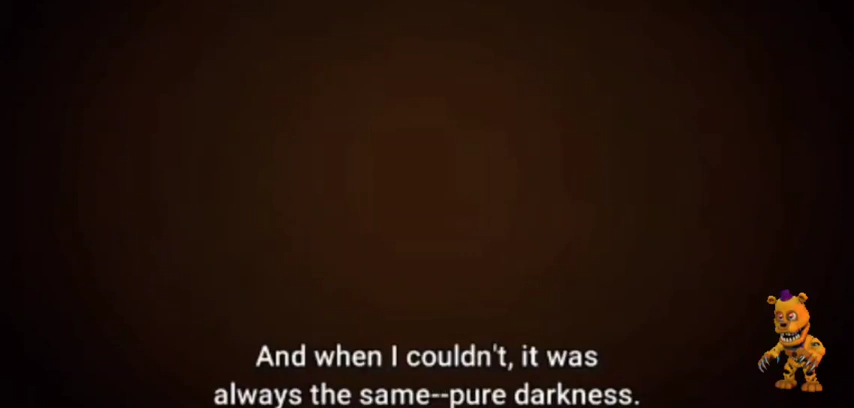 And when I couldn't, it was
always the same--pure darkness.